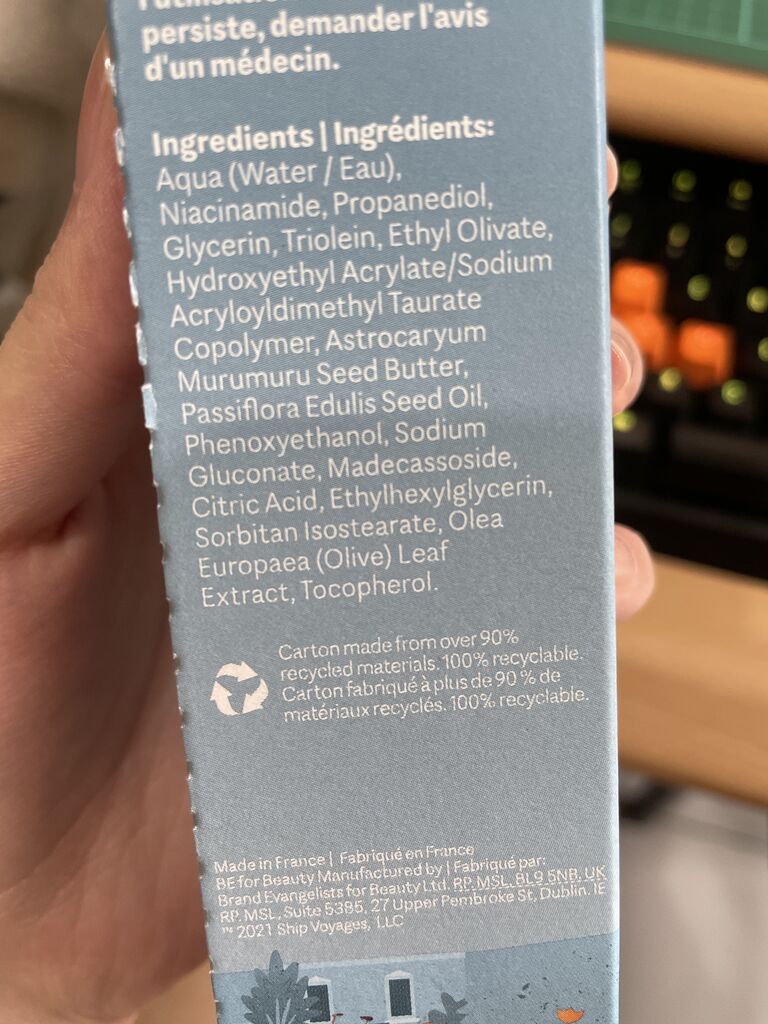 persiste, demander l'avis
d'un médecin.
Ingredients | Ingrédients:
Aqua (Water / Eau),
Niacinamide, Propanediol,
Glycerin, Triolein, Ethyl Olivate,
Hydroxyethyl Acrylate/Sodium
Acryloyldimethyl Taurate
Copolymer, Astrocaryum
Murumuru Seed Butter,
Passiflora Edulis Seed Oil,
Phenoxyethanol, Sodium
Gluconate, Madecassoside,
Citric Acid, Ethylhexylglycerin,
Sorbitan Isostearate, Olea
Europaea (Olive) Leaf
Extract, Tocopherol.
Carton made from over 90%
recycled materials. 100% recyclable.
Carton fabriqué à plus de 90 % de
matériaux recyclés. 100% recyclable.
Made in France | Fabriqué en France
BE for Beauty Manufactured by | Fabriqué par:
Brand Evangelists for Beauty Ltd. RP. MSL. BL9 5NB. UK
RP. MSL, Suite 5385, 27 Upper Pembroke St, Dublin. IE
™ 2021 Ship Voyages, LLC